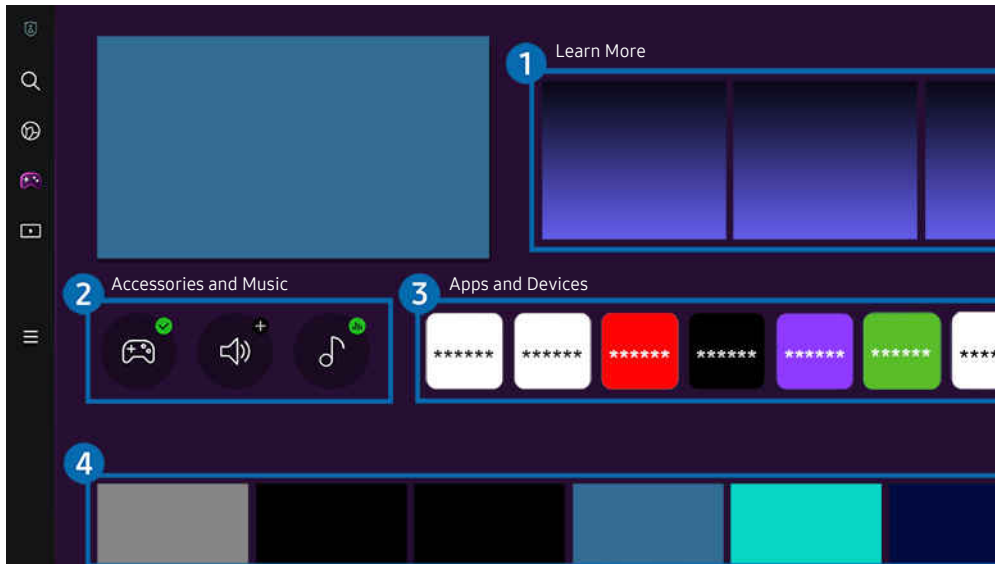 1
Learn More
2
Accessories and Music
3
Apps and Devices
****** ****** ****** ****** ****** ****** ****
4